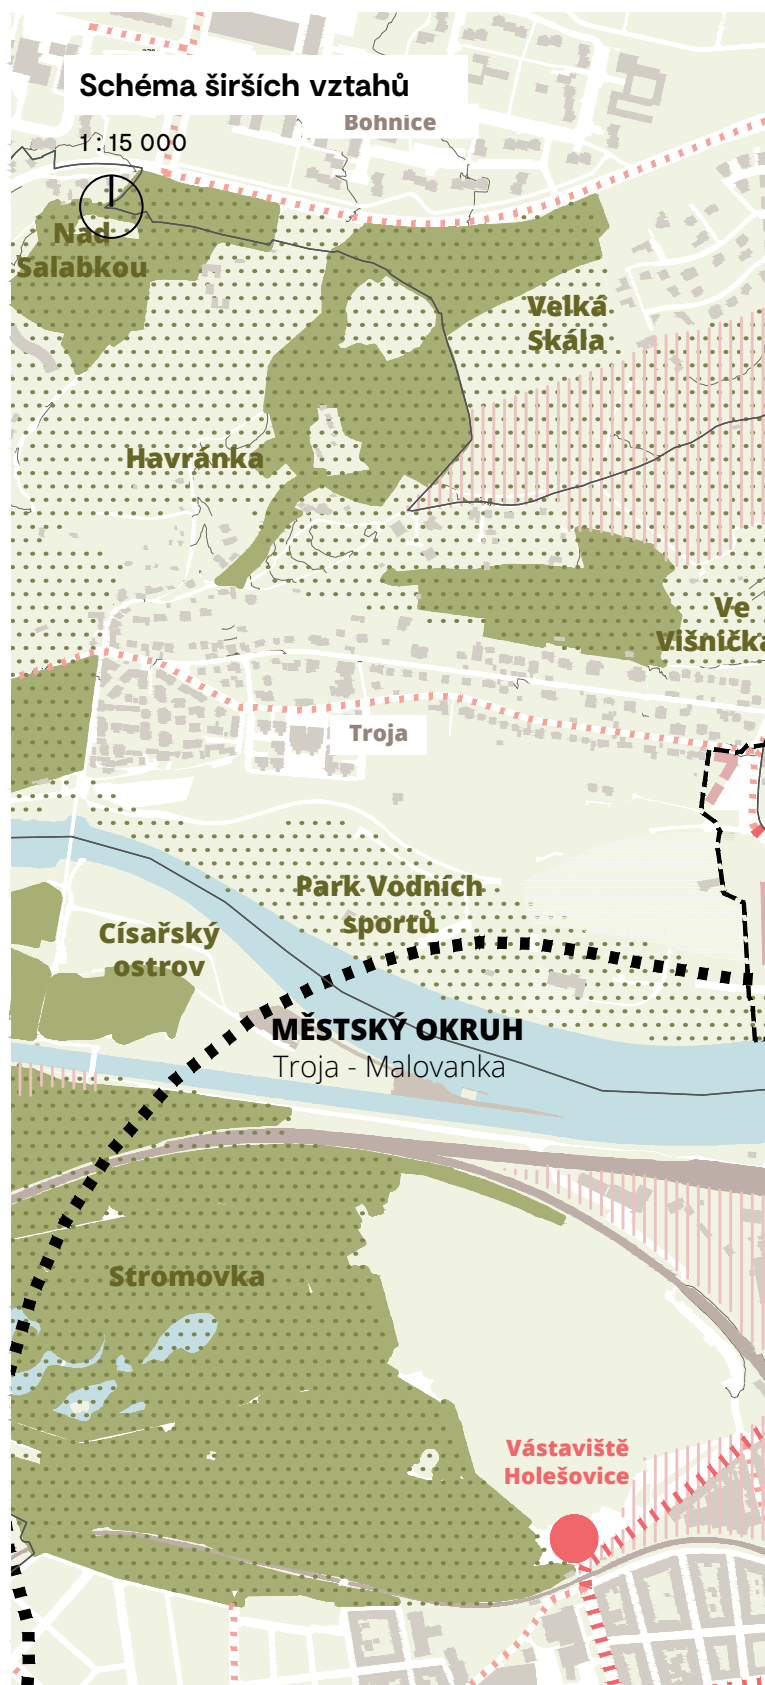 Schéma širších vztahů
Bohnice
1 : 15 000
Nad
Salabkou
Velká
Skála
Havránka
Ve
Višničká
Troja
Park Vodních
sportů
Císařský
ostrov
MĚSTSKÝ OKRUH
Troja - Malovanka
Stromovka
Vástaviště
Holešovice